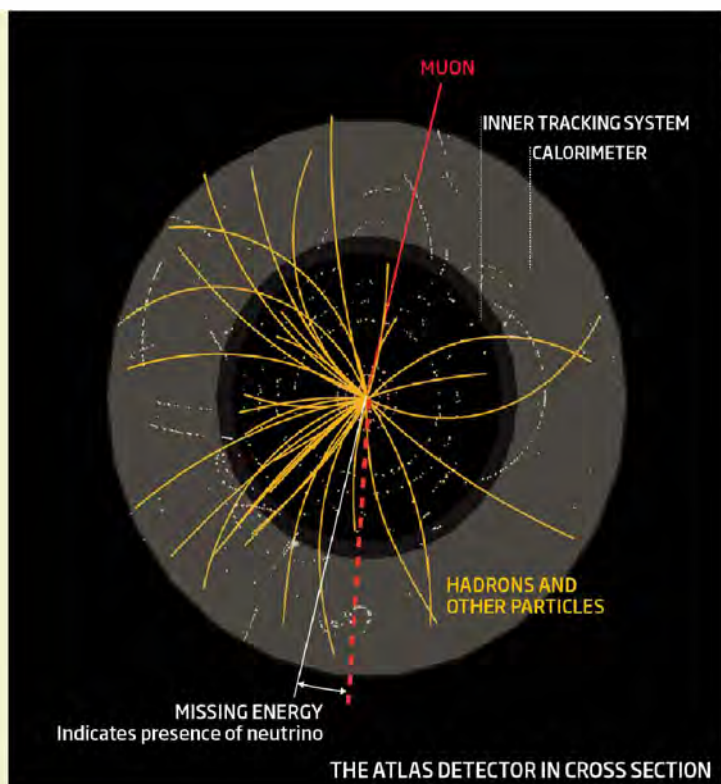 MUON
INNER TRACKING SYSTEM
CALORIMETER
HADRONS AND
OTHER PARTICLES
MISSING ENERGY
Indicates presence of neutrino
THE ATLAS DETECTOR IN CROSS SECTION